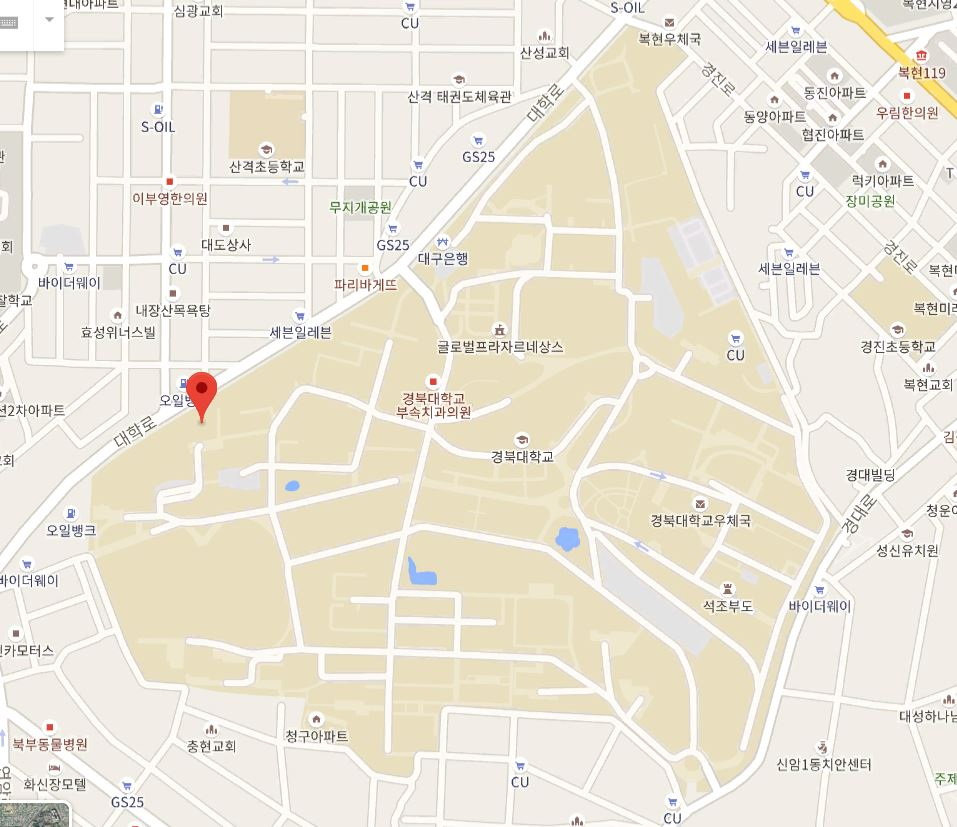 심광교회
CU
S-OIL
복현우체국
세븐일레븐
복현119
산성교회
경진로
동진아파트
우림한의원
산격 태권도체육관
대학로
동양아파트
협진아파트
S-OIL
GS25
산격초등학교
CU
이부영한의원
CU
럭키아파트
장미공원
무지개공원
대도상사
GS25
대구은행
경진로
CU
바이더웨이
파리바게뜨
세븐일레븐
내장산목욕탕
효성위너스빌
세븐일레븐
글로벌프라자르네상스
CU
경진초등학교
복현교회
경북대학교
부속치과의원
대학로
경북대학교
경대빌딩
오일뱅크
경북대학교우체국
경대로
성신유치원
바이더웨이
석조부도
바이더웨이
청구아파트
충현교회
대성하나님
북부동물병원
신암1동치안센터
화신장모텔
CU
GS25
CU